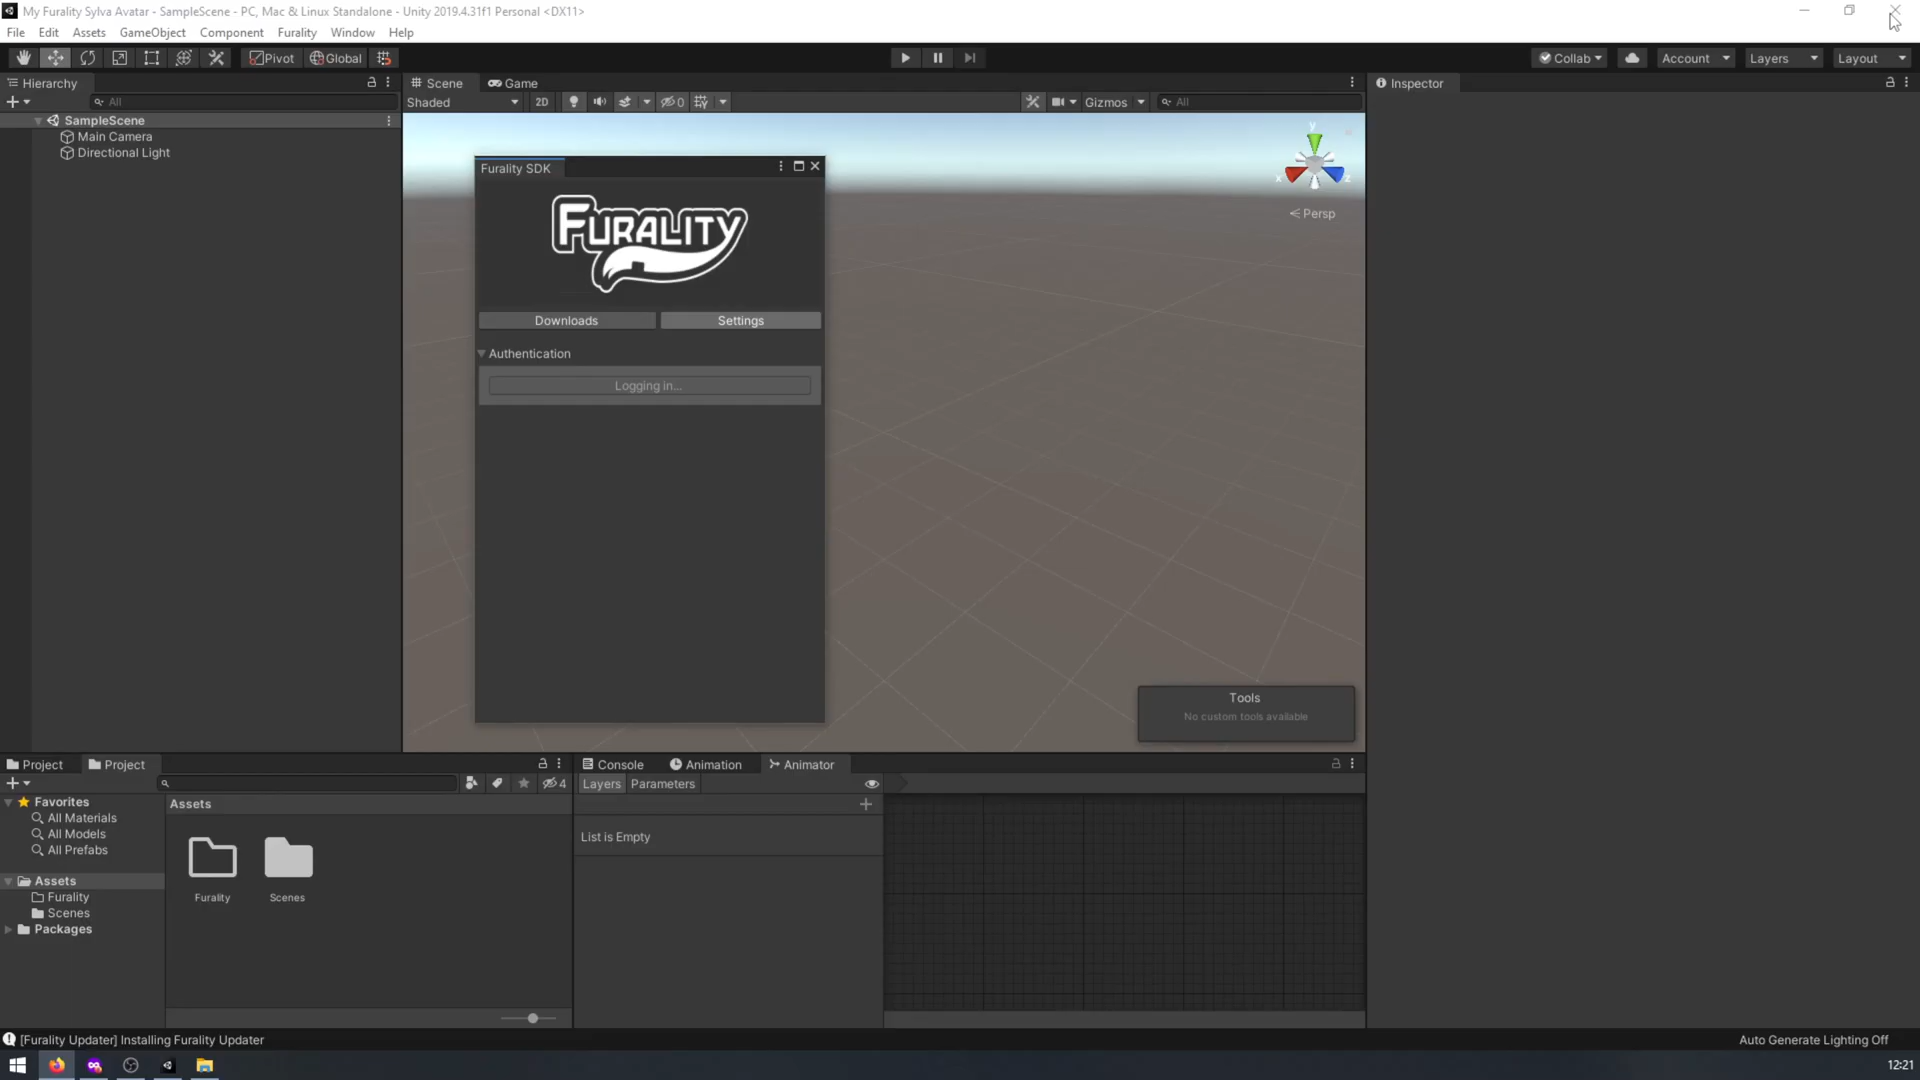 My Furality Sylva Avatar - SampleScene - PC, Mac & Linux Standalone - Unity 2019.4.31f1 Personal <DX11>
File Edit Assets GameObject Component Furality Window Help
Pivot Global Collab Account Layers Layout
Hierarchy
All
SampleScene
Main Camera
Directional Light
Scene Game
Shaded 2D 0 Gizmos All
y
x z
Persp
Furality SDK
FURALITY
Downloads Settings
Authentication
Logging in...
Tools
No custom tools available
Inspector
Project Project
4
Favorites
All Materials
All Models
All Prefabs
Assets
Furality
Scenes
Packages
Assets
Furality Scenes
Console Animation Animator
Layers Parameters
List is Empty
[Furality Updater] Installing Furality Updater
Auto Generate Lighting Off
12:21